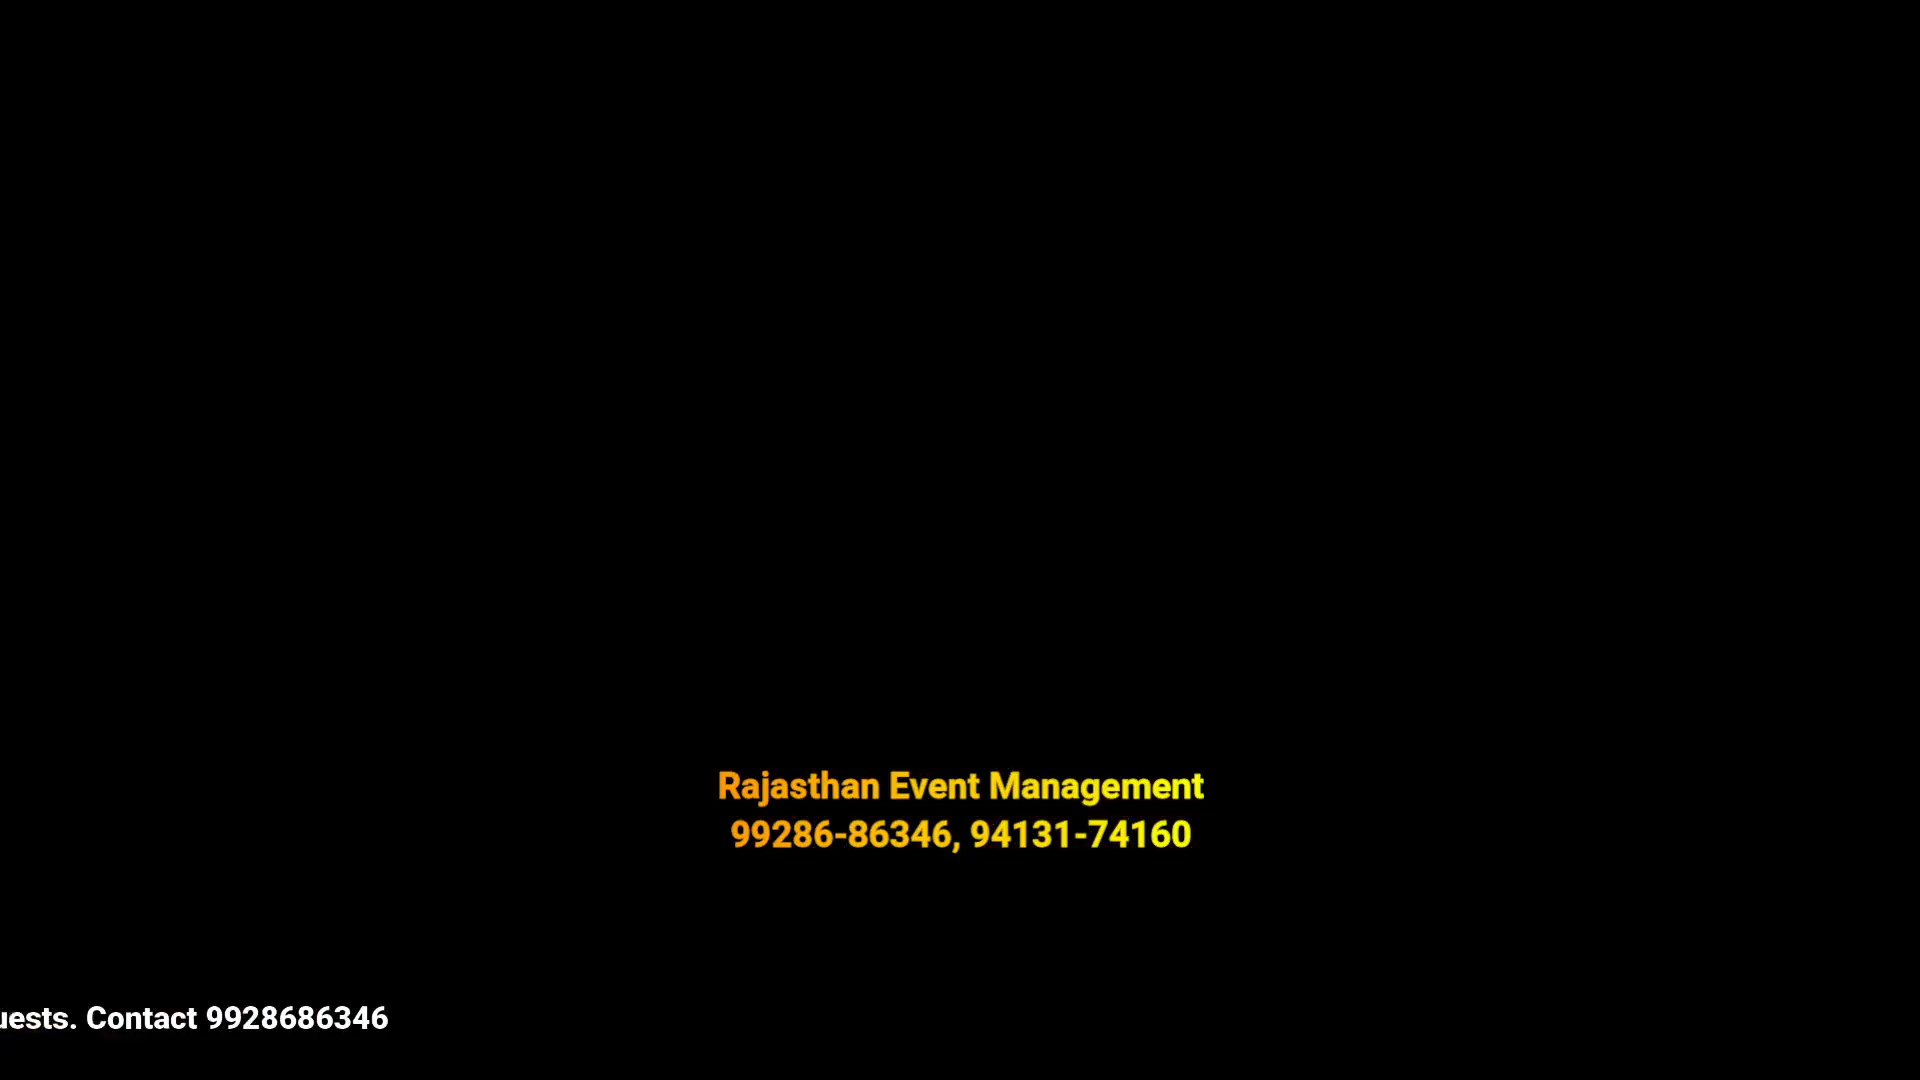 Rajasthan Event Management
99286-86346, 94131-74160
uests. Contact 9928686346